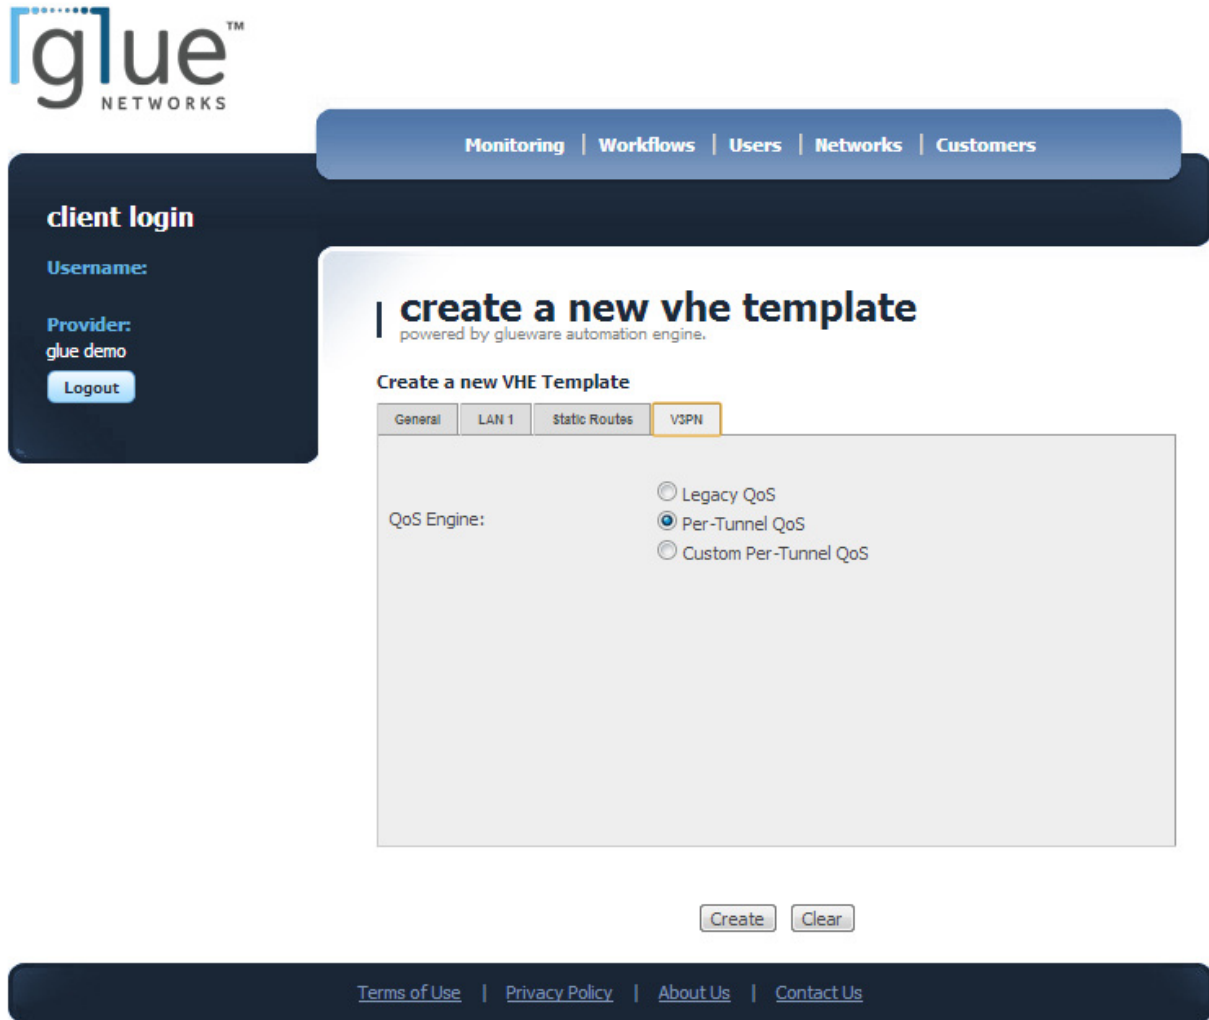 glue™
NETWORKS
Monitoring | Workflows | Users | Networks | Customers
client login
Username:
Provider:
glue demo
Logout
create a new vhe template
powered by glueware automation engine.
Create a new VHE Template
General LAN 1 Static Routes V3PN
QoS Engine:
Legacy QoS
Per-Tunnel QoS
Custom Per-Tunnel QoS
Create Clear
Terms of Use | Privacy Policy | About Us | Contact Us